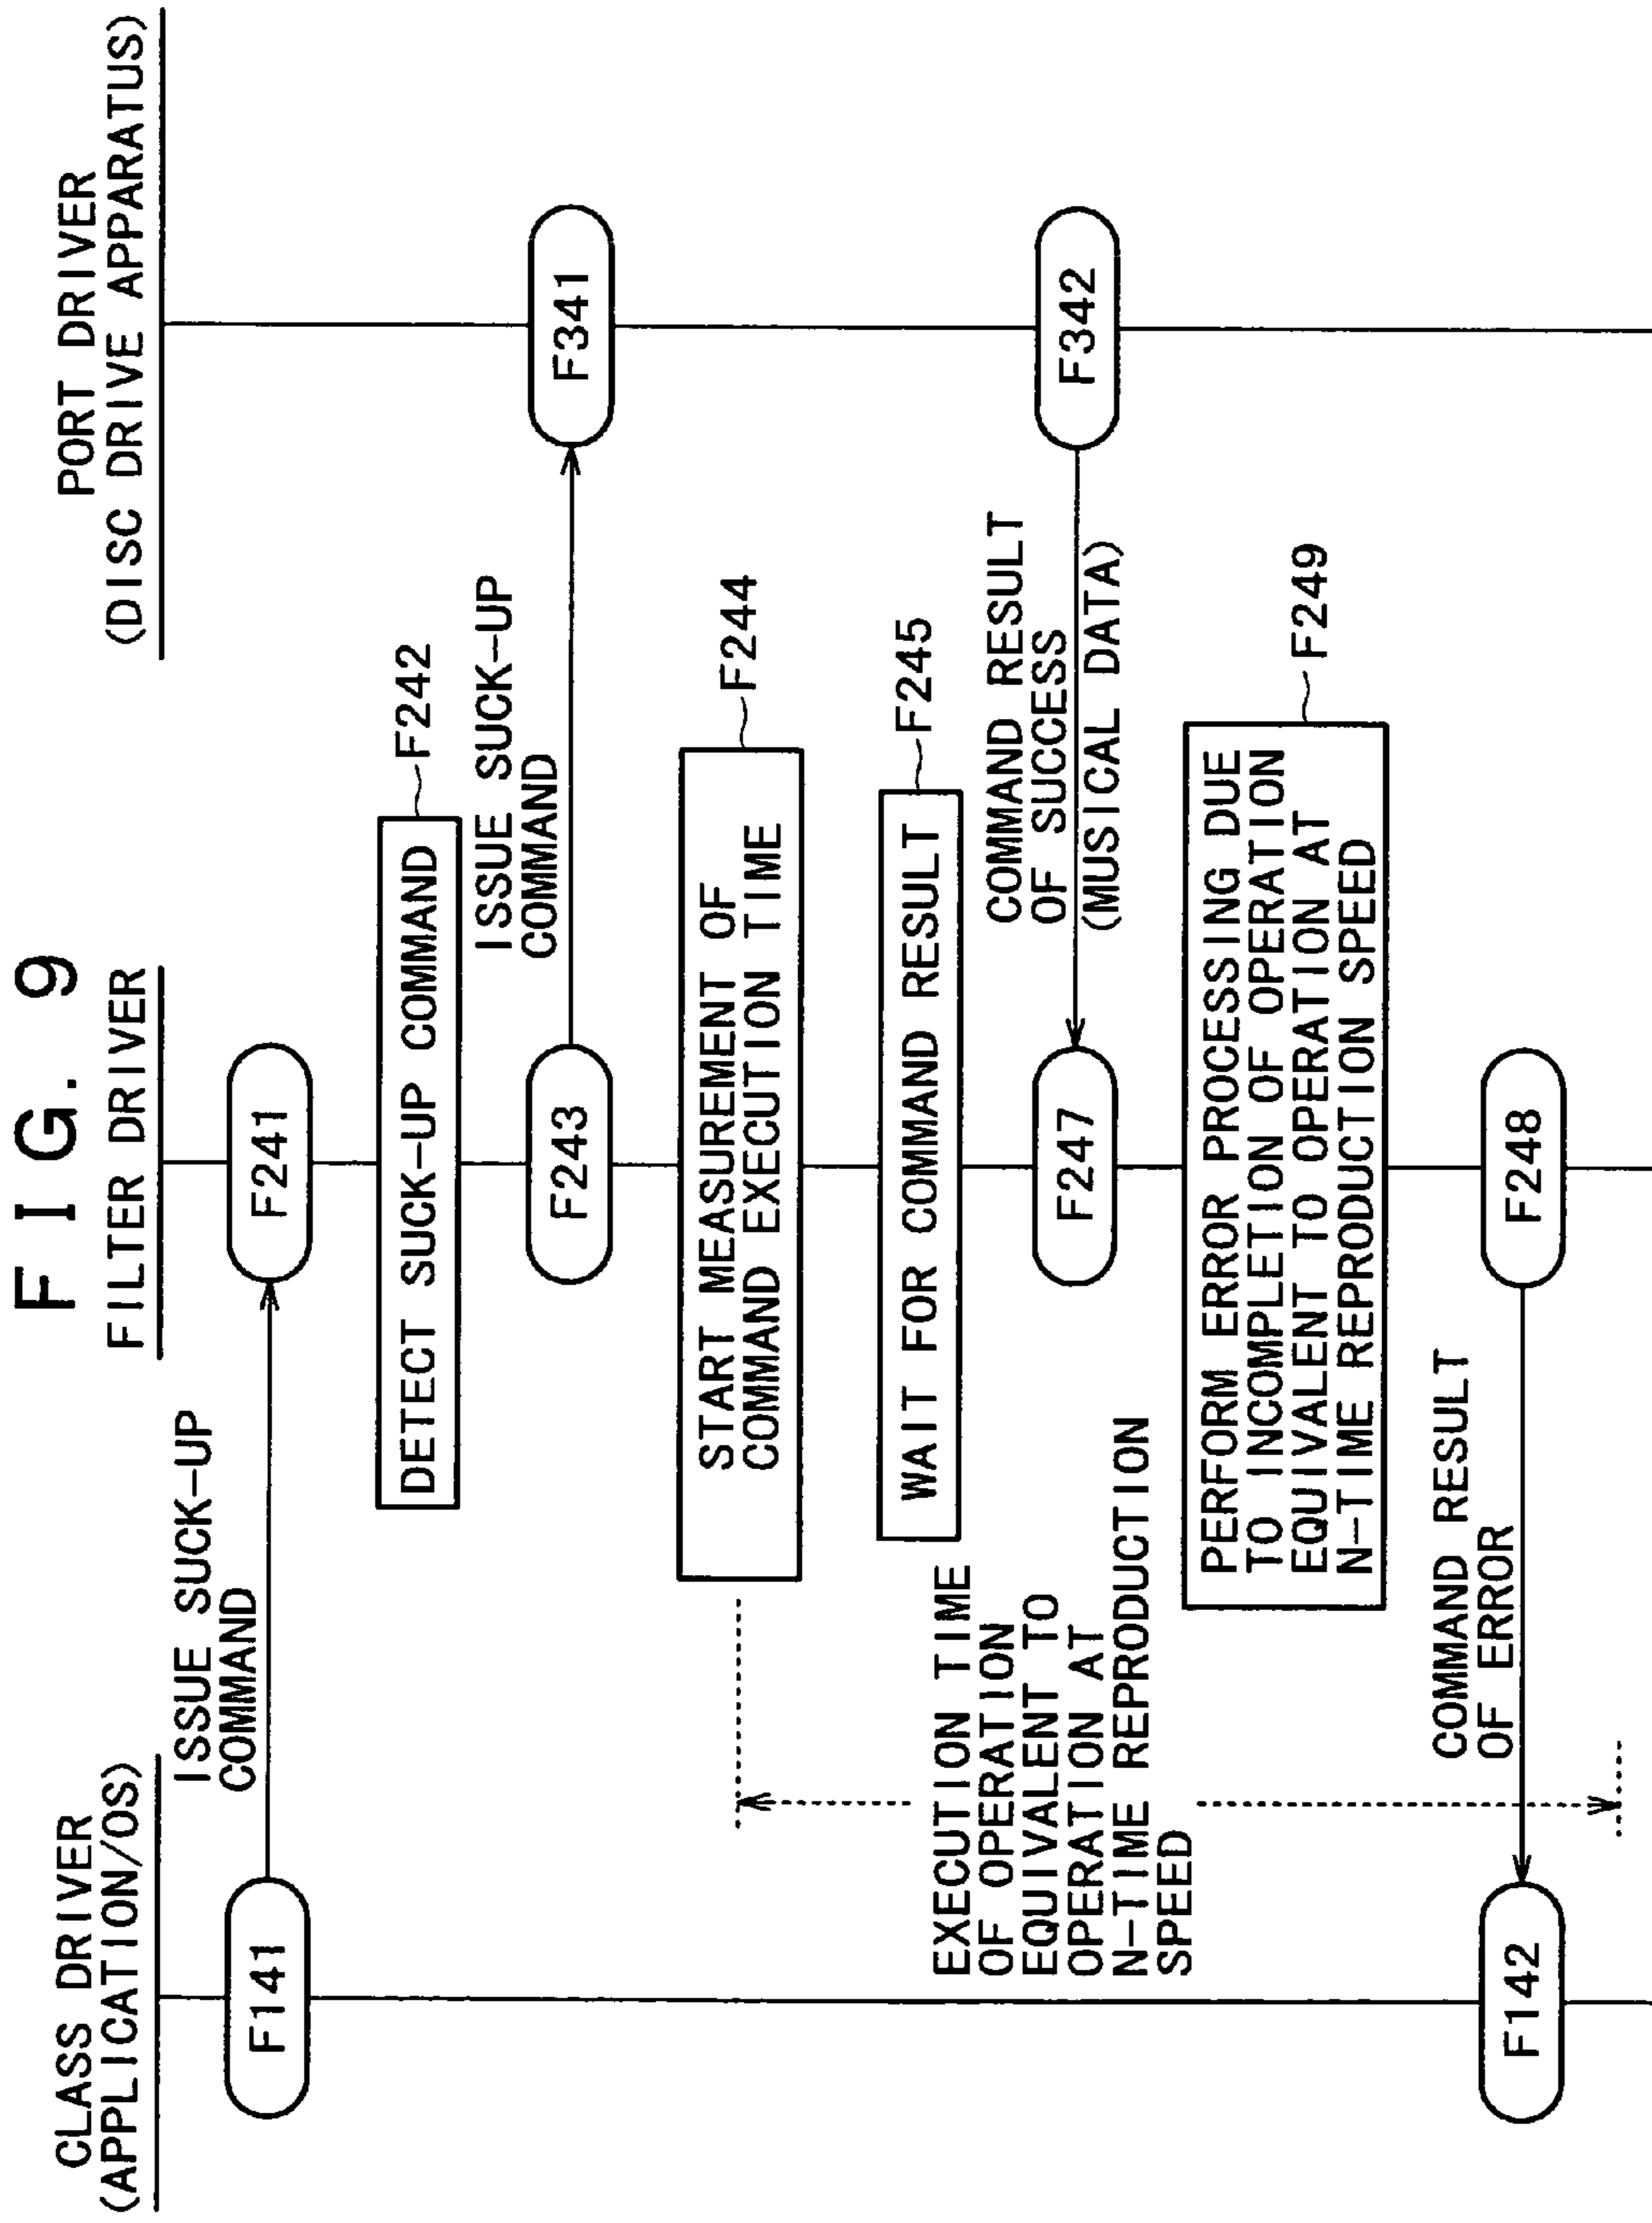 FIG. 9
CLASS DRIVER
(APPLICATION/OS)
FILTER DRIVER
PORT DRIVER
(DISC DRIVE APPARATUS)
F141
ISSUE SUCK-UP
COMMAND
F241
DETECT SUCK-UP COMMAND
F242
F243
ISSUE SUCK-UP
COMMAND
F341
START MEASUREMENT OF
COMMAND EXECUTION TIME
F244
WAIT FOR COMMAND RESULT
F245
EXECUTION TIME
OF OPERATION
EQUIVALENT TO
OPERATION AT
N-TIME REPRODUCTION
SPEED
F247
COMMAND RESULT
OF SUCCESS
(MUSICAL DATA)
F342
PERFORM ERROR PROCESSING DUE
TO INCOMPLETION OF OPERATION
EQUIVALENT TO OPERATION AT
N-TIME REPRODUCTION SPEED
F249
F142
COMMAND RESULT
OF ERROR
F248